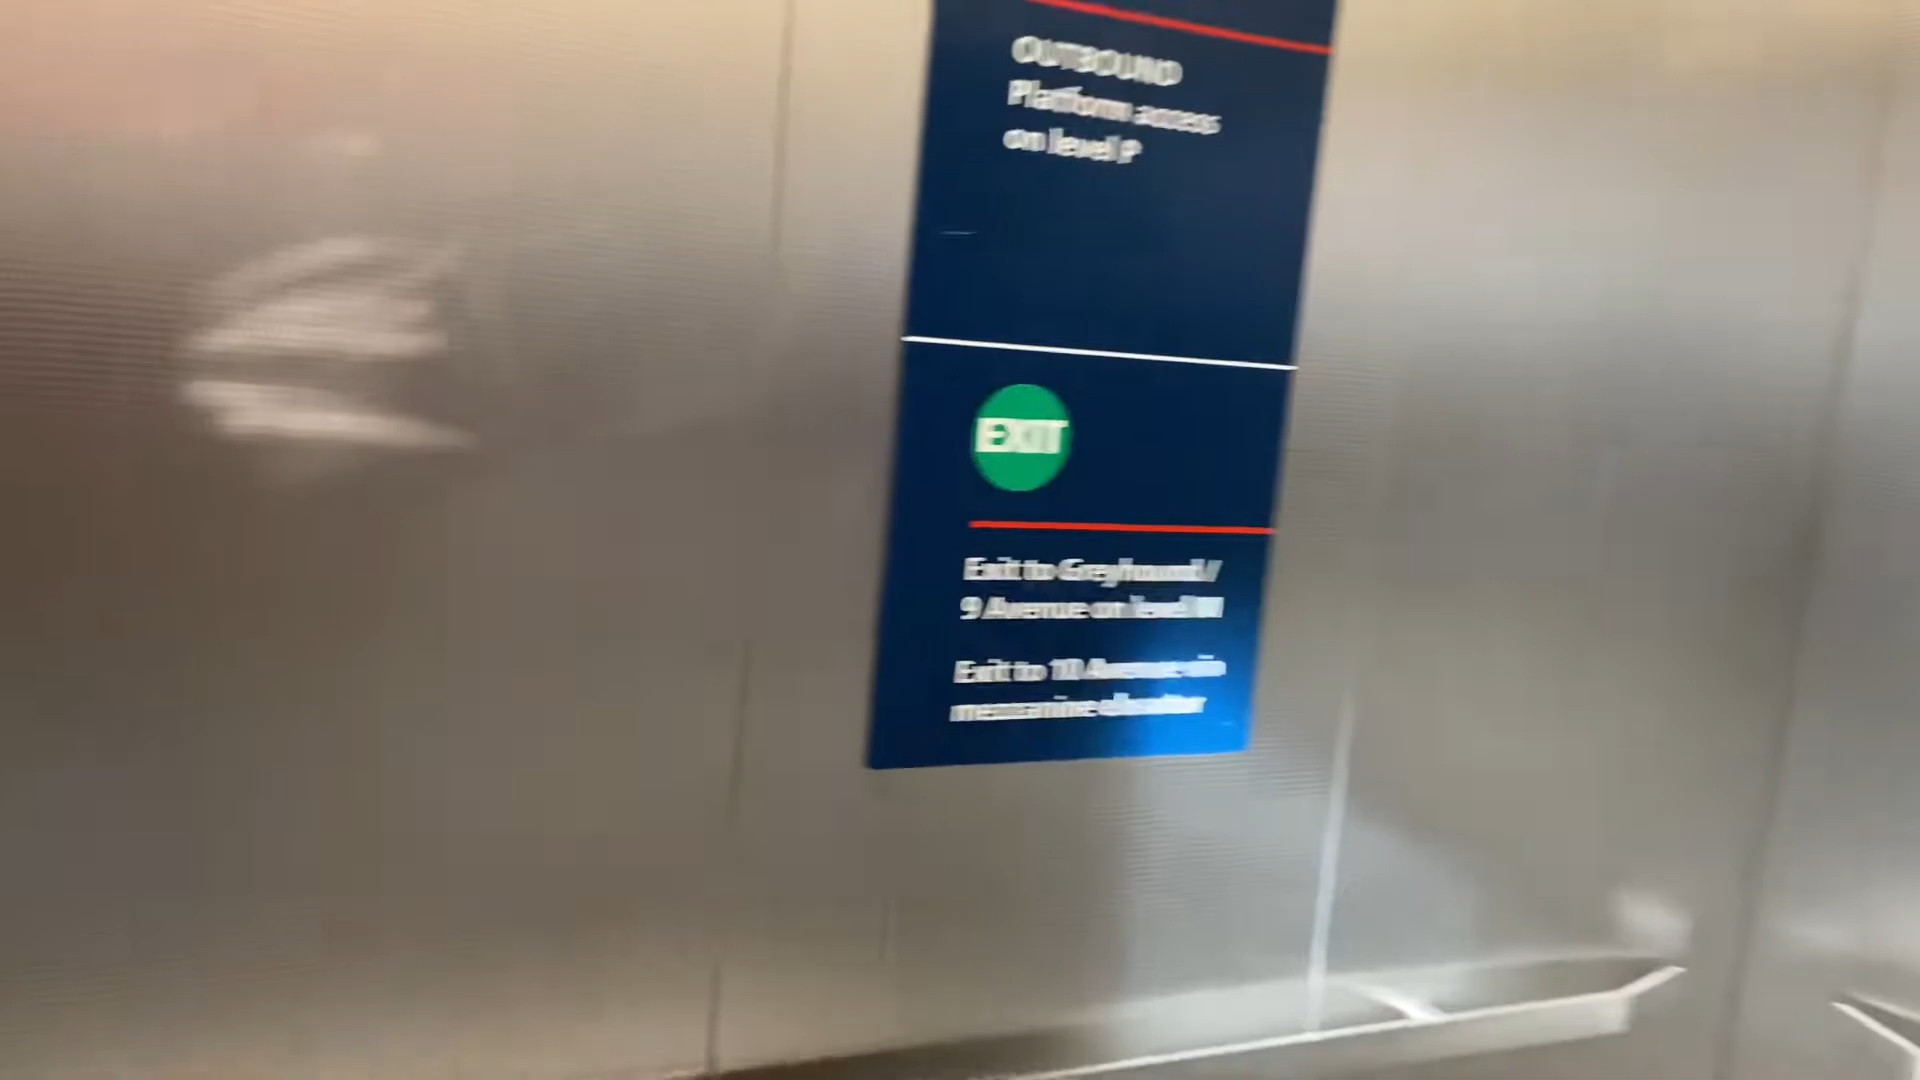 OUTBOUND
Platform access
on level P
EXIT
Exit to Greyhound /
9 Avenue on level W
Exit to 10 Avenue via
mezzanine elevator